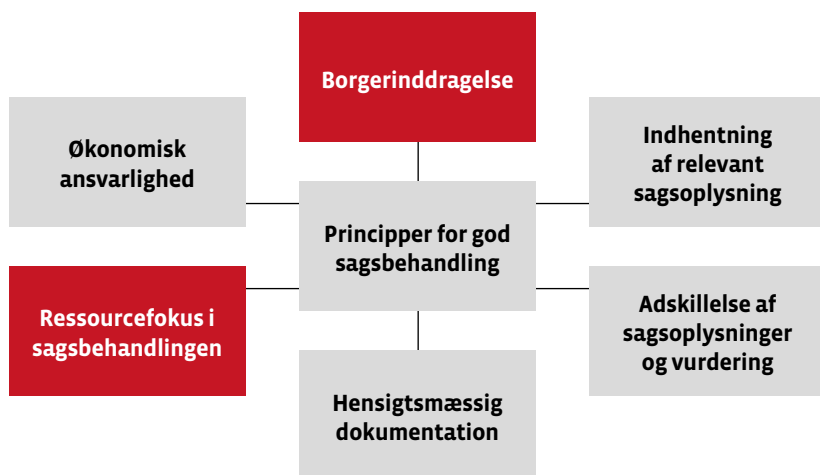 Borgerinddragelse
Økonomisk
ansvarlighed
Indhentning
af relevant
sagsoplysning
Principper for god
sagsbehandling
Ressourcefokus i
sagsbehandlingen
Adskillelse af
sagsoplysninger
og vurdering
Hensigtsmæssig
dokumentation